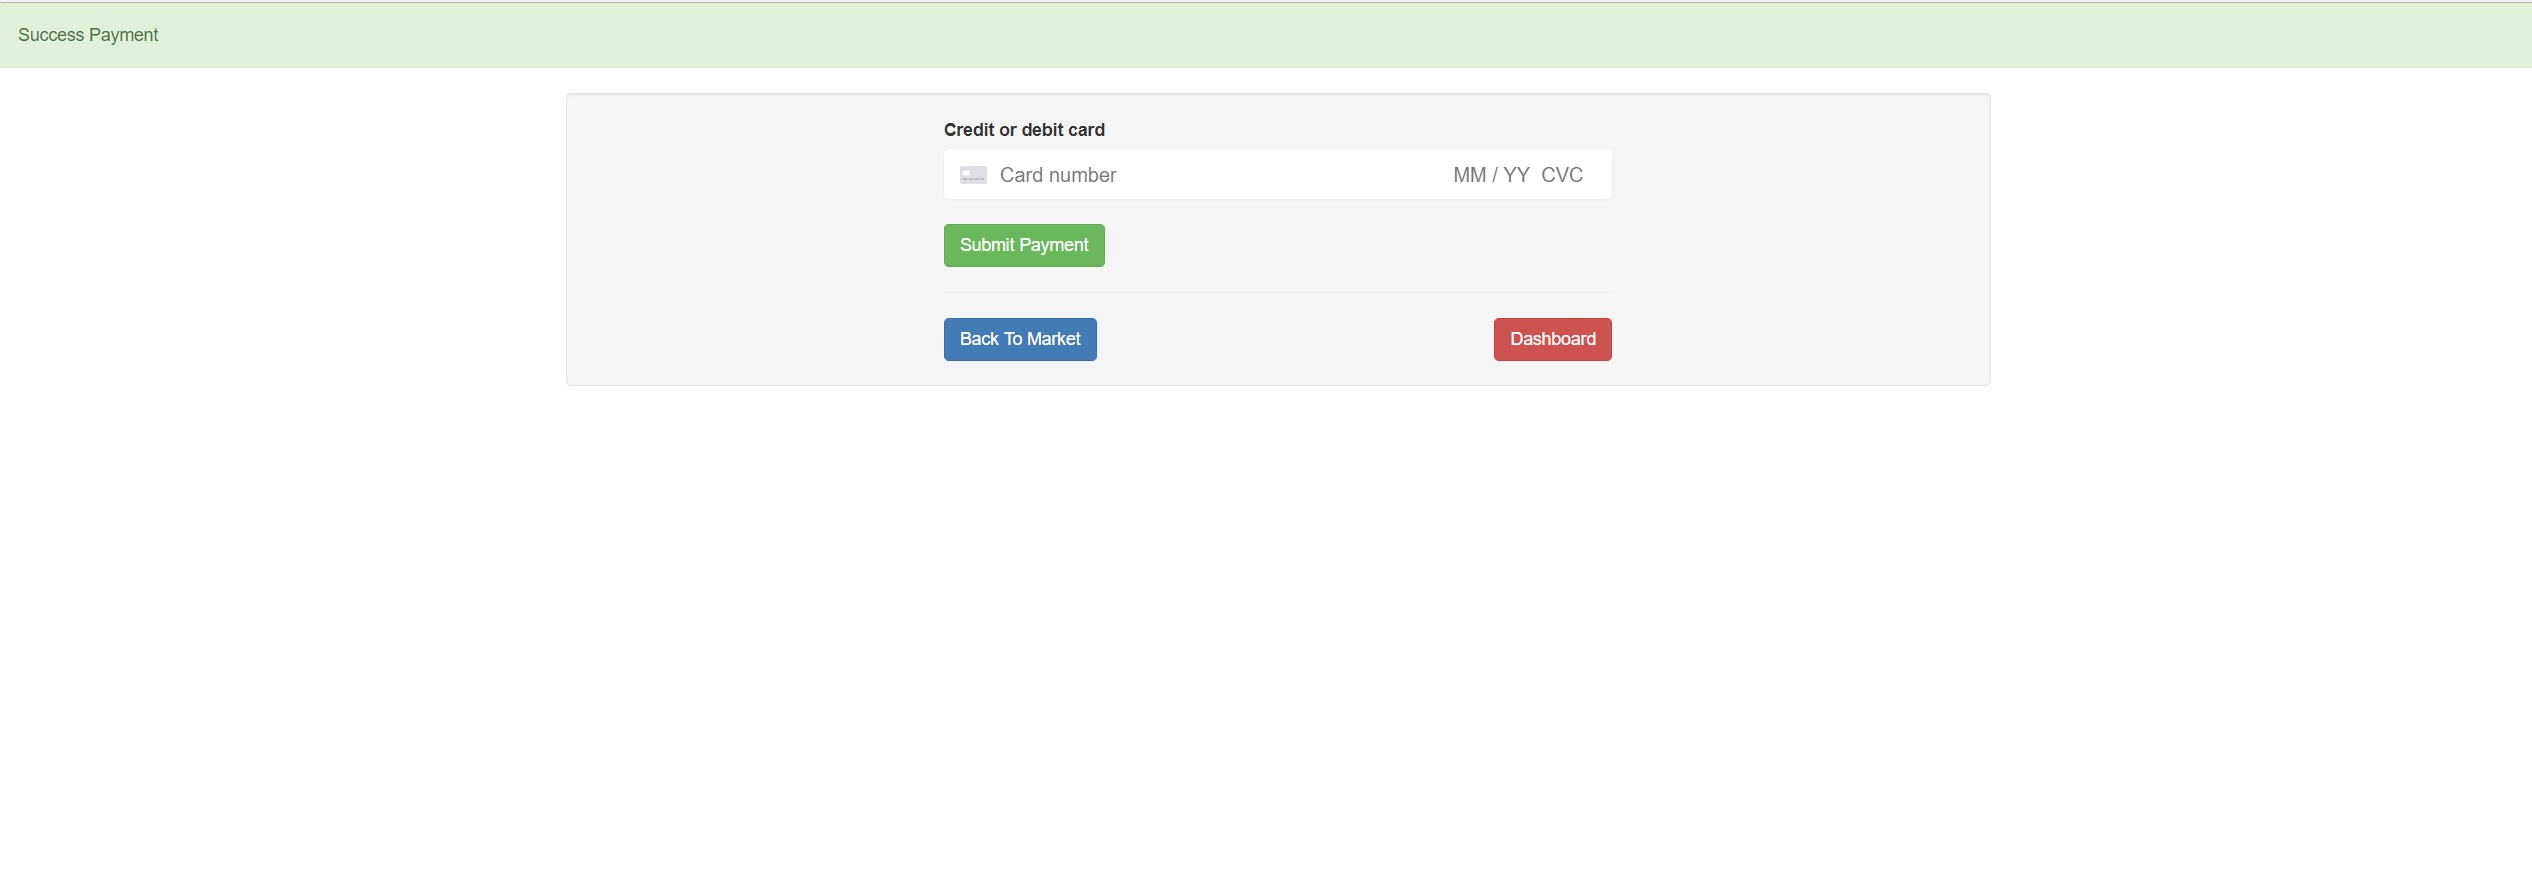 Success Payment
Credit or debit card
Card number MM / YY CVC
Submit Payment
Back To Market Dashboard